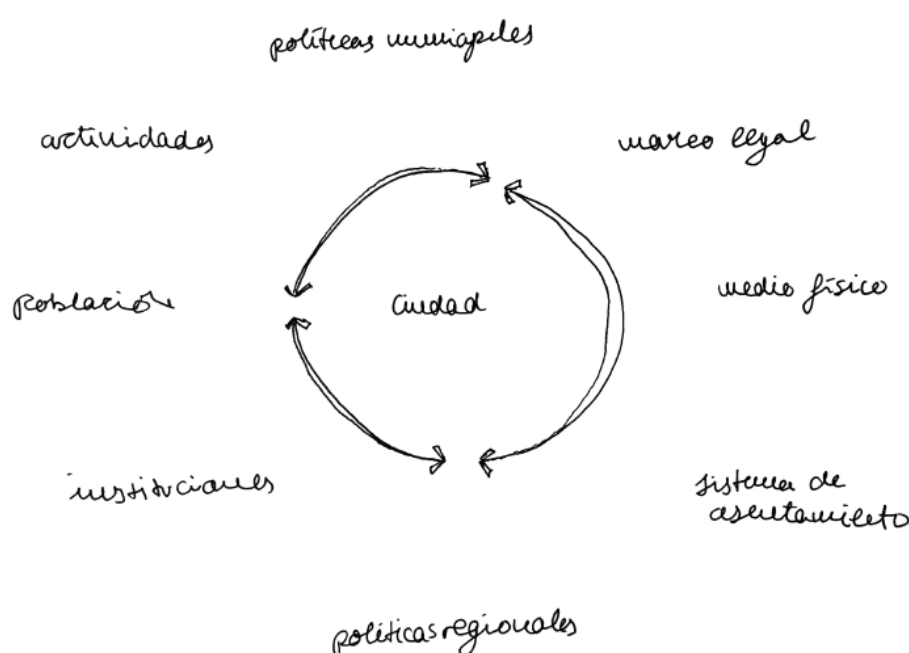 políticas municipales
actividades
marco legal
población
ciudad
medio físico
instituciones
sistema de
asentamiento
políticas regionales